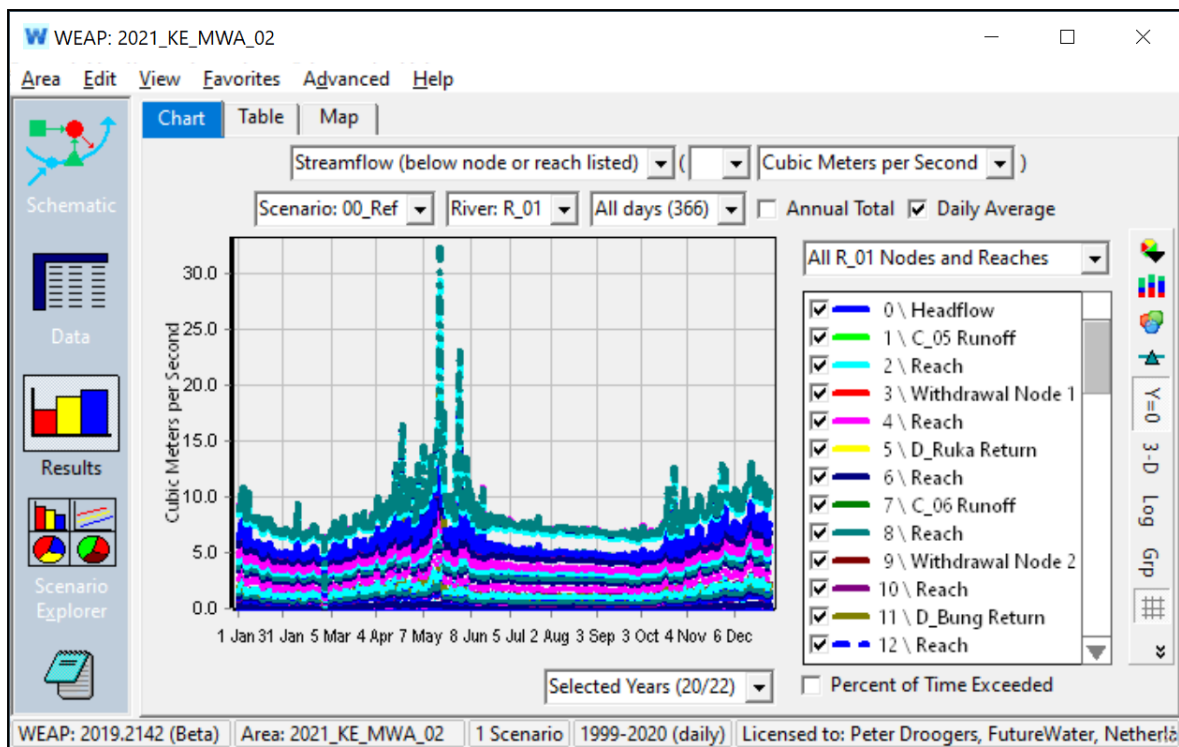 WEAP: 2021_KE_MWA_02
Area Edit View Favorites Advanced Help
Chart Table Map
Streamflow (below node or reach listed) ( Cubic Meters per Second )
Scenario: 00_Ref River: R_01 All days (366) Annual Total Daily Average
Schematic
Data
Results
Scenario
Explorer
Cubic Meters per Second
30.0
25.0
20.0
15.0
10.0
5.0
0.0
1 Jan 31 Jan 5 Mar 4 Apr 7 May 8 Jun 5 Jul 2 Aug 3 Sep 3 Oct 4 Nov 6 Dec
All R_01 Nodes and Reaches
0 \ Headflow
1 \ C_05 Runoff
2 \ Reach
3 \ Withdrawal Node 1
4 \ Reach
5 \ D_Ruka Return
6 \ Reach
7 \ C_06 Runoff
8 \ Reach
9 \ Withdrawal Node 2
10 \ Reach
11 \ D_Bung Return
12 \ Reach
Y=0
3-D
Log
Grp
Selected Years (20/22)
Percent of Time Exceeded
WEAP: 2019.2142 (Beta) Area: 2021_KE_MWA_02 1 Scenario 1999-2020 (daily) Licensed to: Peter Droogers, FutureWater,